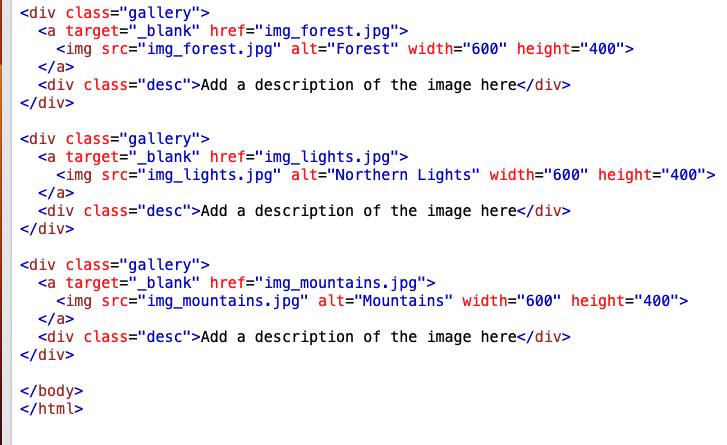 <div class="gallery">
  <a target="_blank" href="img_forest.jpg">
    <img src="img_forest.jpg" alt="Forest" width="600" height="400">
  </a>
  <div class="desc">Add a description of the image here</div>
</div>

<div class="gallery">
  <a target="_blank" href="img_lights.jpg">
    <img src="img_lights.jpg" alt="Northern Lights" width="600" height="400">
  </a>
  <div class="desc">Add a description of the image here</div>
</div>

<div class="gallery">
  <a target="_blank" href="img_mountains.jpg">
    <img src="img_mountains.jpg" alt="Mountains" width="600" height="400">
  </a>
  <div class="desc">Add a description of the image here</div>
</div>

</body>
</html>